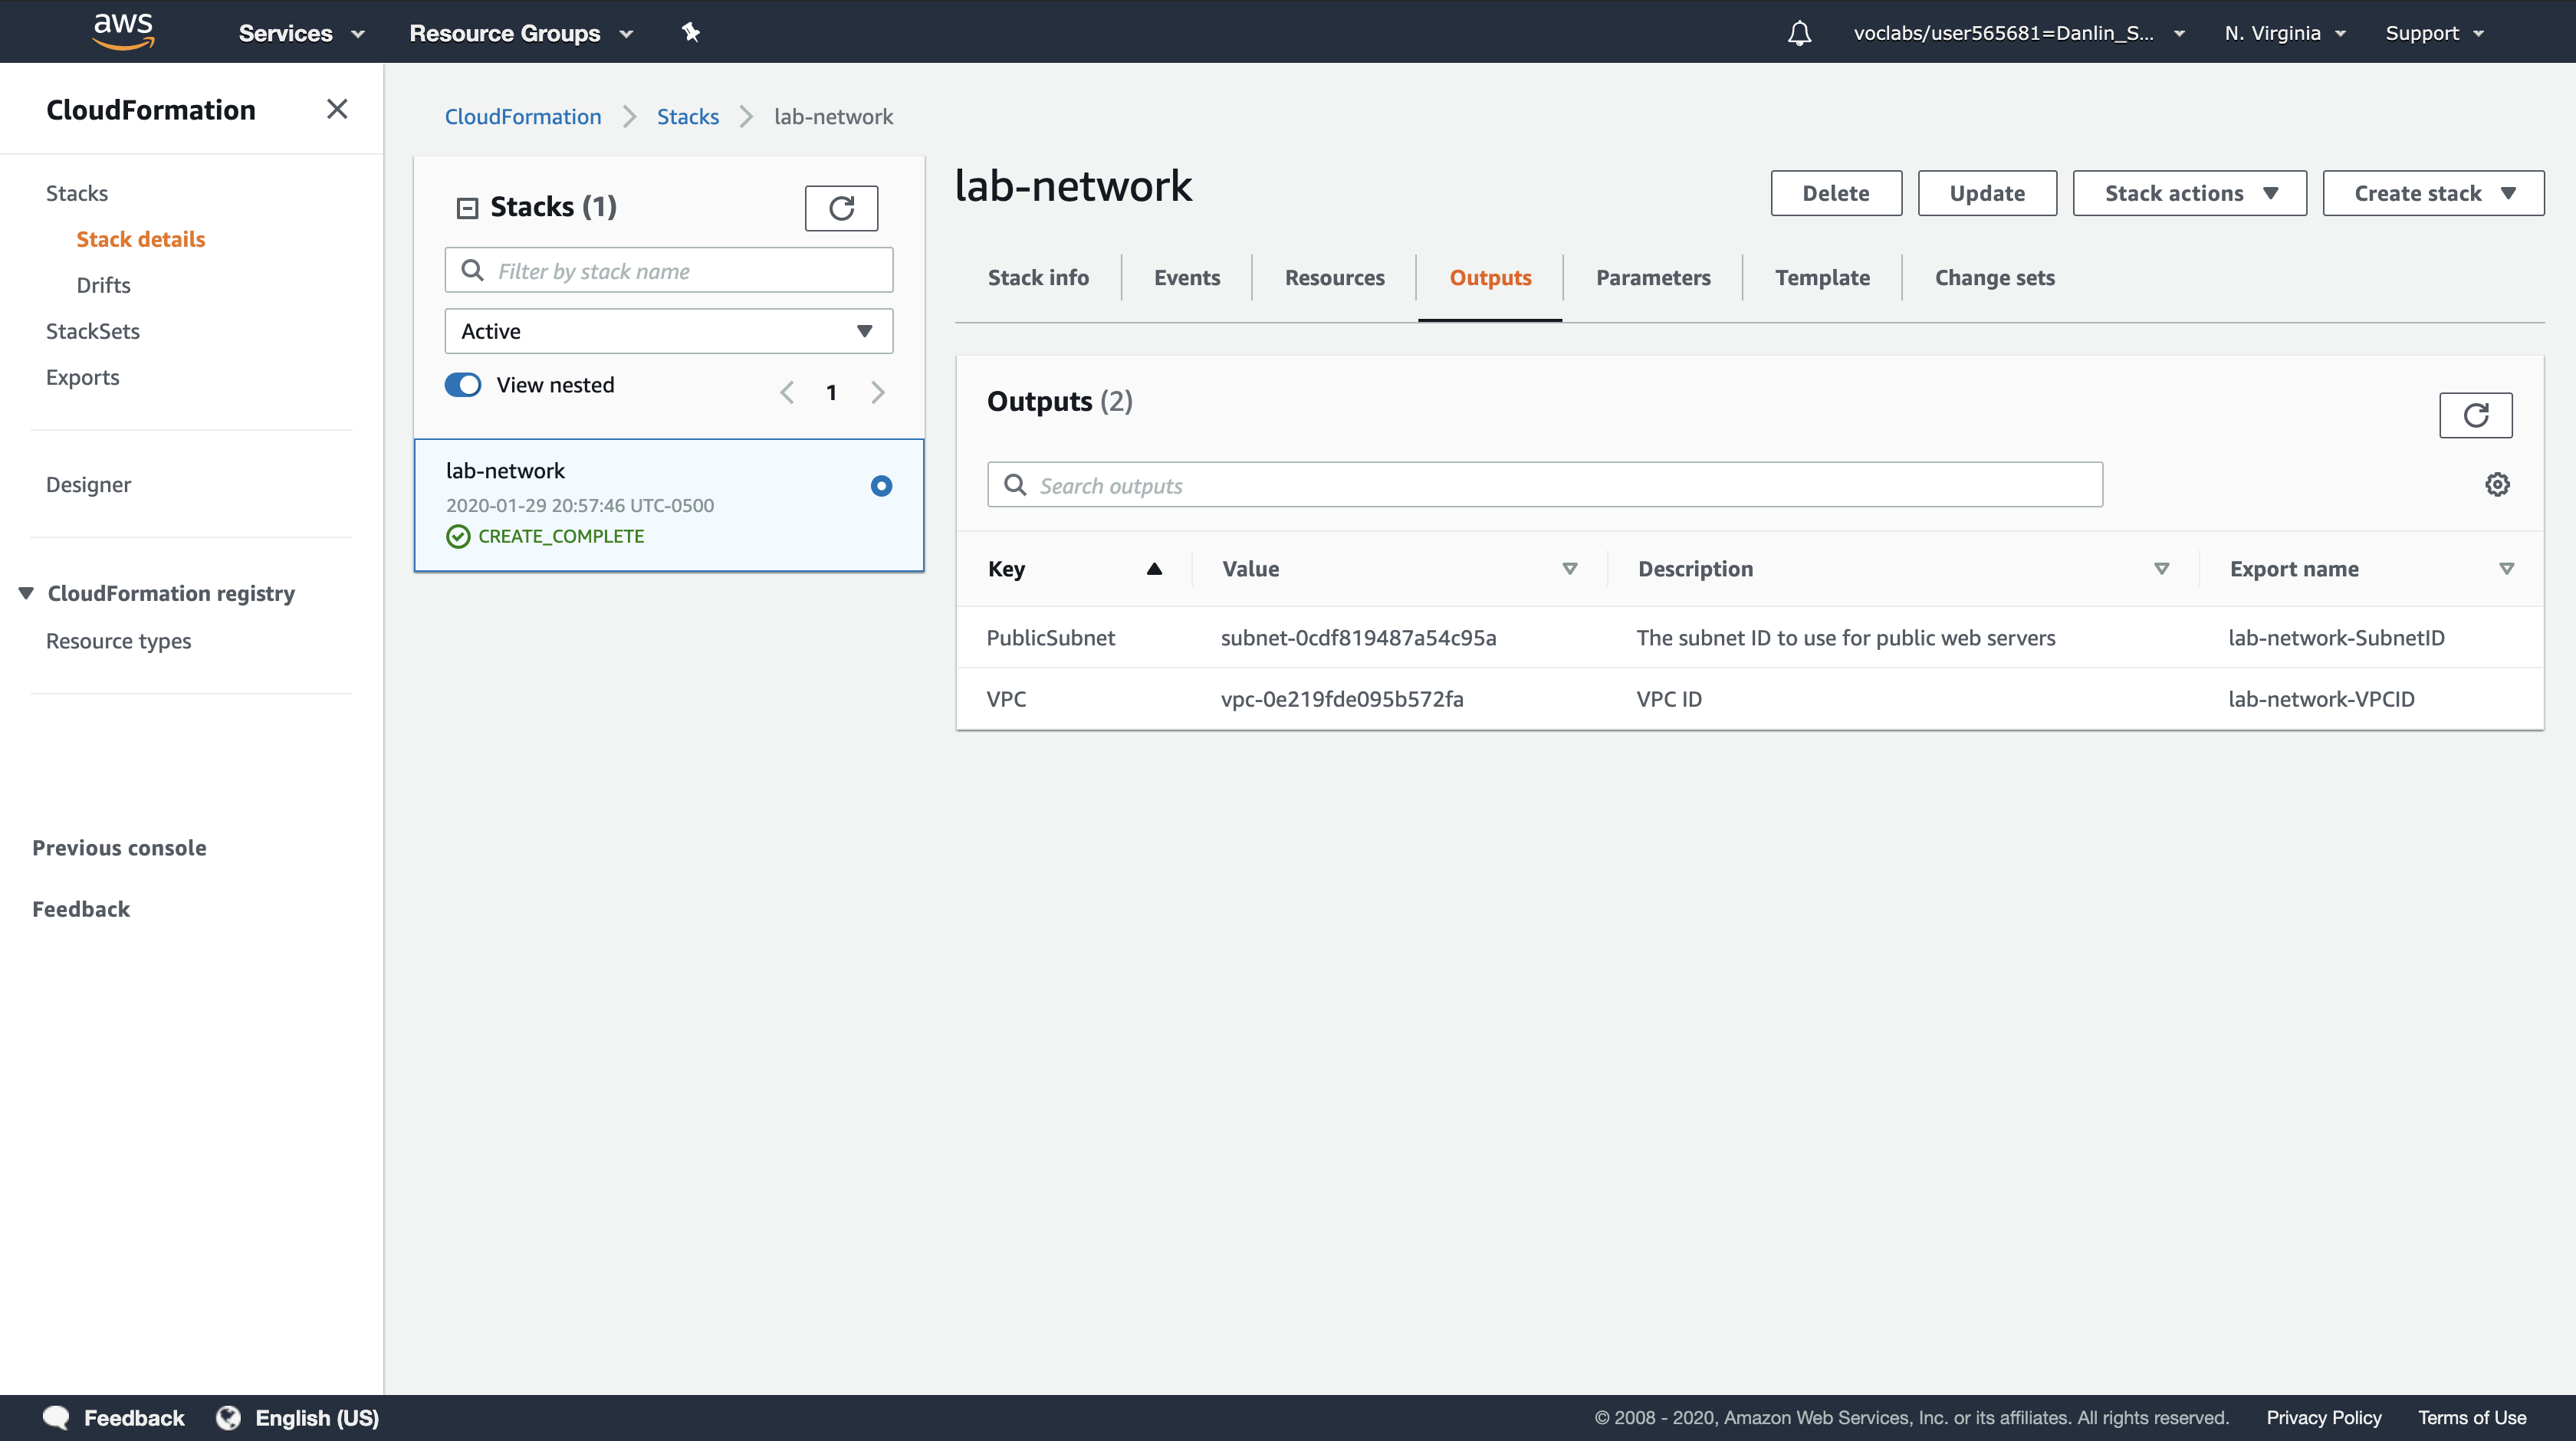 aws
Services
Resource Groups
voclabs/user565681=Danlin_S...
N. Virginia
Support
CloudFormation
Stacks
Stack details
Drifts
StackSets
Exports
Designer
CloudFormation registry
Resource types
Previous console
Feedback
CloudFormation
Stacks
lab-network
Stacks (1)
Filter by stack name
Active
View nested
1
lab-network
2020-01-29 20:57:46 UTC-0500
CREATE_COMPLETE
lab-network
Delete
Update
Stack actions
Create stack
Stack info
Events
Resources
Outputs
Parameters
Template
Change sets
Outputs (2)
Search outputs
Key Value Description Export name
PublicSubnet subnet-0cdf819487a54c95a The subnet ID to use for public web servers lab-network-SubnetID
VPC vpc-0e219fde095b572fa VPC ID lab-network-VPCID
Feedback
English (US)
© 2008 - 2020, Amazon Web Services, Inc. or its affiliates. All rights reserved.
Privacy Policy
Terms of Use